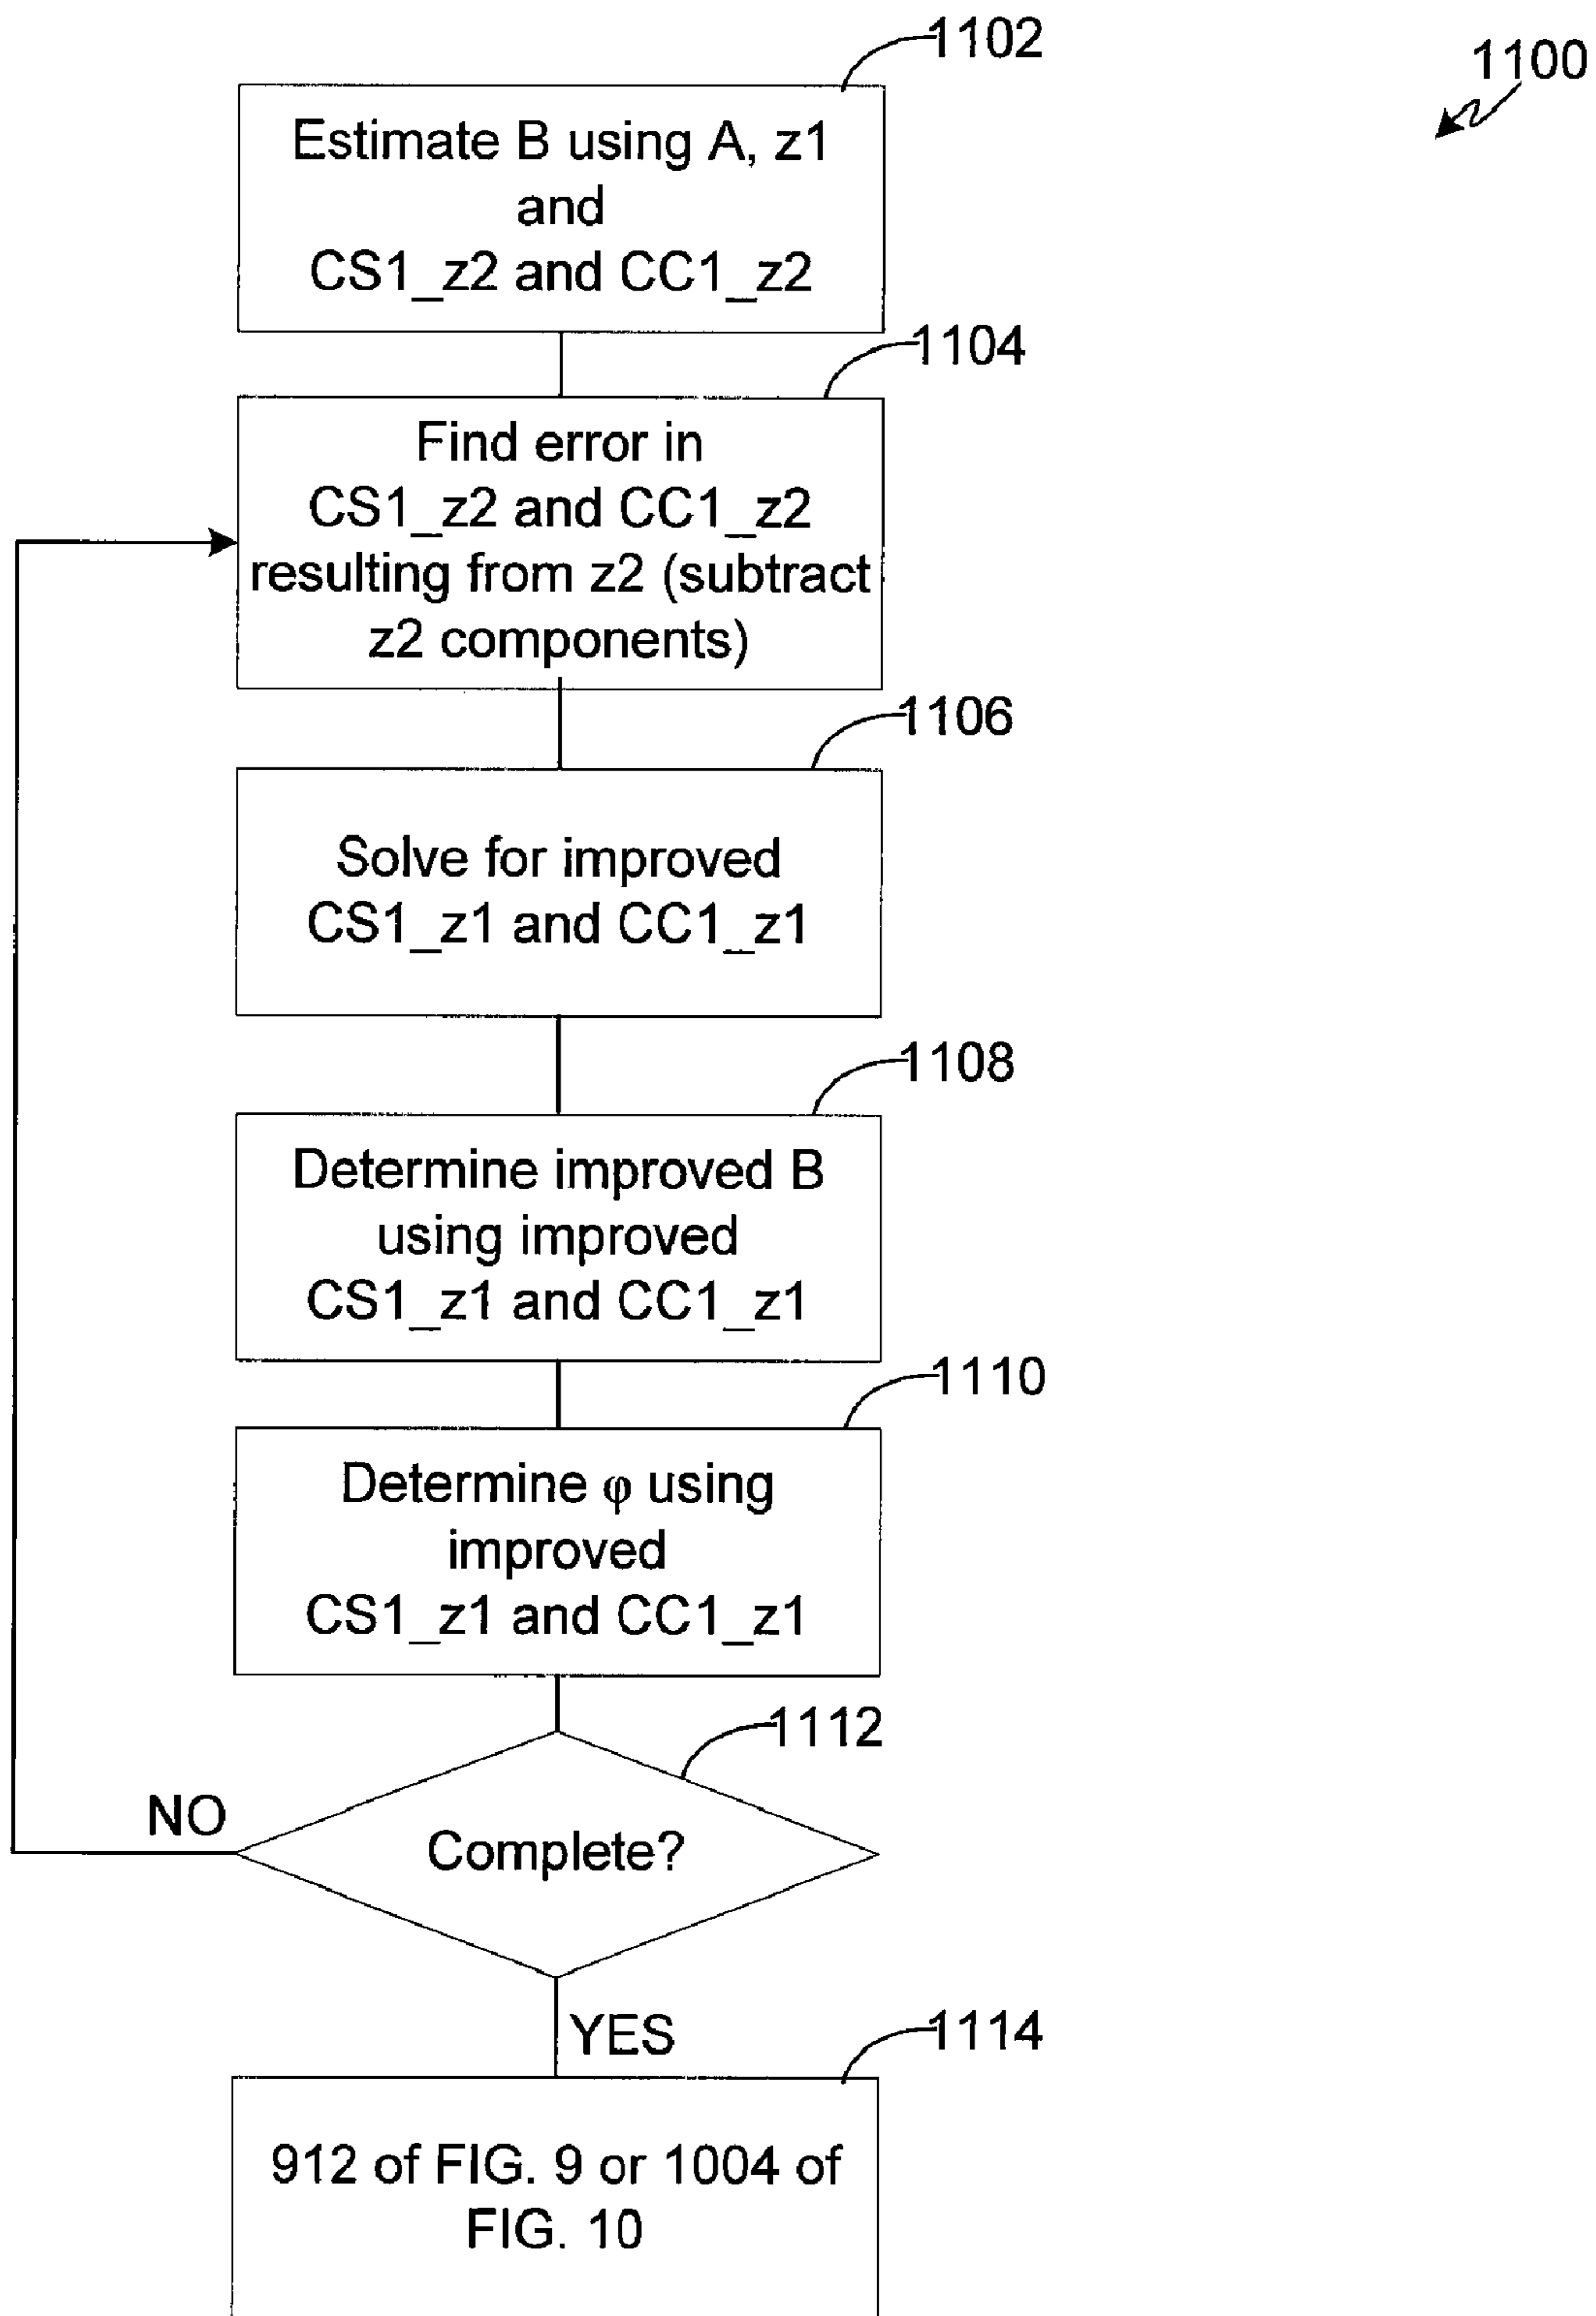 1102
1100
Estimate B using A, z1
and
CS1_z2 and CC1_z2
1104
Find error in
CS1_z2 and CC1_z2
resulting from z2 (subtract
z2 components)
1106
Solve for improved
CS1_z1 and CC1_z1
1108
Determine improved B
using improved
CS1_z1 and CC1_z1
1110
Determine φ using
improved
CS1_z1 and CC1_z1
1112
NO
Complete?
YES
1114
912 of FIG. 9 or 1004 of
FIG. 10